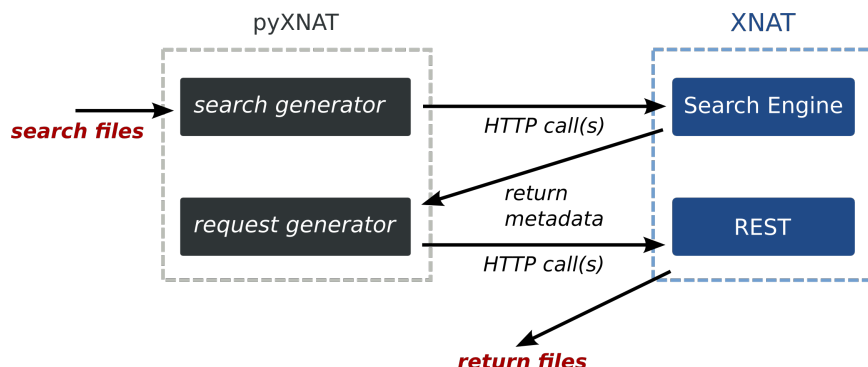 pyXNAT
XNAT
search generator
Search Engine
search files
HTTP call(s)
return
metadata
request generator
REST
HTTP call(s)
return files